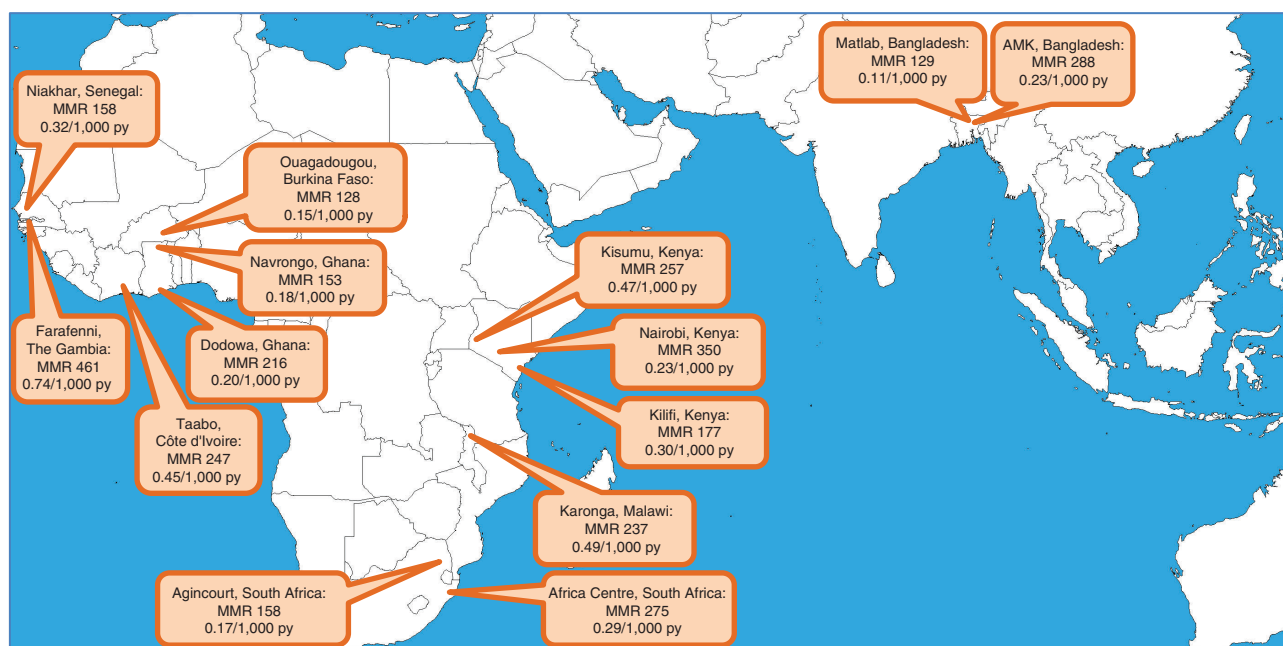 Niakhar, Senegal:
MMR 158
0.32/1,000 py
Ouagadougou,
Burkina Faso:
MMR 128
0.15/1,000 py
Navrongo, Ghana:
MMR 153
0.18/1,000 py
Farafenni,
The Gambia:
MMR 461
0.74/1,000 py
Dodowa, Ghana:
MMR 216
0.20/1,000 py
Taabo,
Côte d'Ivoire:
MMR 247
0.45/1,000 py
Matlab, Bangladesh:
MMR 129
0.11/1,000 py
AMK, Bangladesh:
MMR 288
0.23/1,000 py
Kisumu, Kenya:
MMR 257
0.47/1,000 py
Nairobi, Kenya:
MMR 350
0.23/1,000 py
Kilifi, Kenya:
MMR 177
0.30/1,000 py
Karonga, Malawi:
MMR 237
0.49/1,000 py
Agincourt, South Africa:
MMR 158
0.17/1,000 py
Africa Centre, South Africa:
MMR 275
0.29/1,000 py